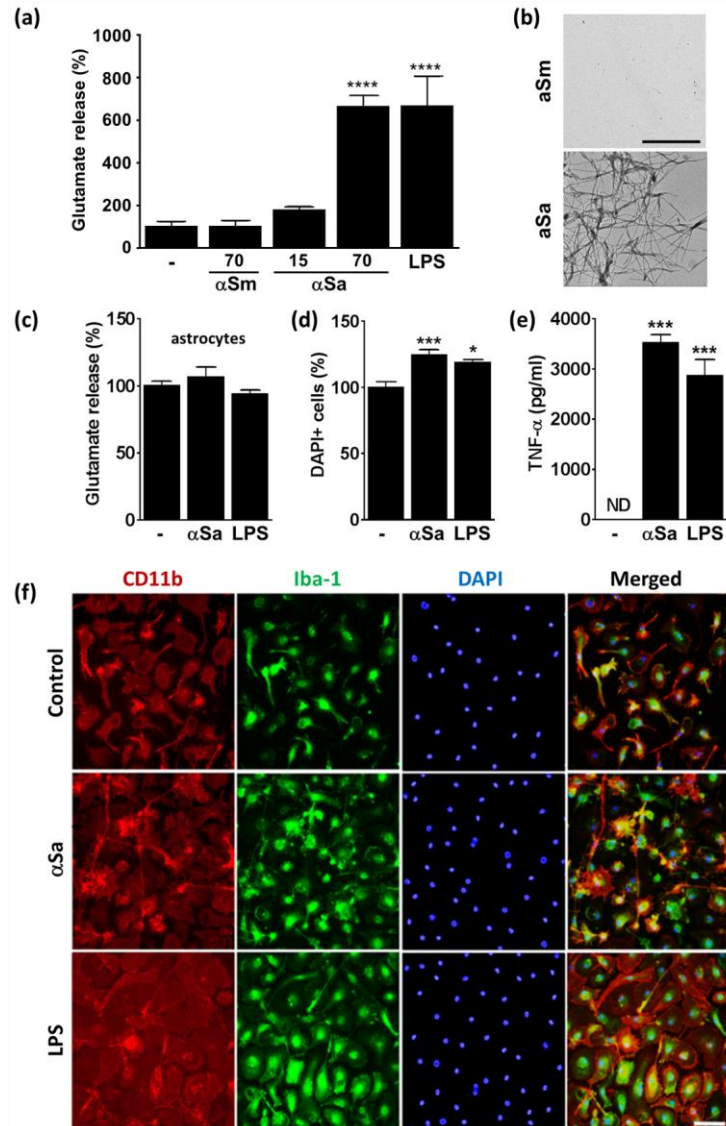 (a)
Glutamate release (%)
1000
800
600
400
200
0
****
****
- 70 15 70 LPS
αSm αSa
(b)
aSm
aSa
(c)
Glutamate release (%)
150
100
50
0
astrocytes
- αSa LPS
(d)
DAPI+ cells (%)
150
100
50
0
***
*
- αSa LPS
(e)
TNF-α (pg/ml)
4000
3000
2000
1000
0
***
***
ND
- αSa LPS
(f)
CD11b Iba-1 DAPI Merged
Control
αSa
LPS